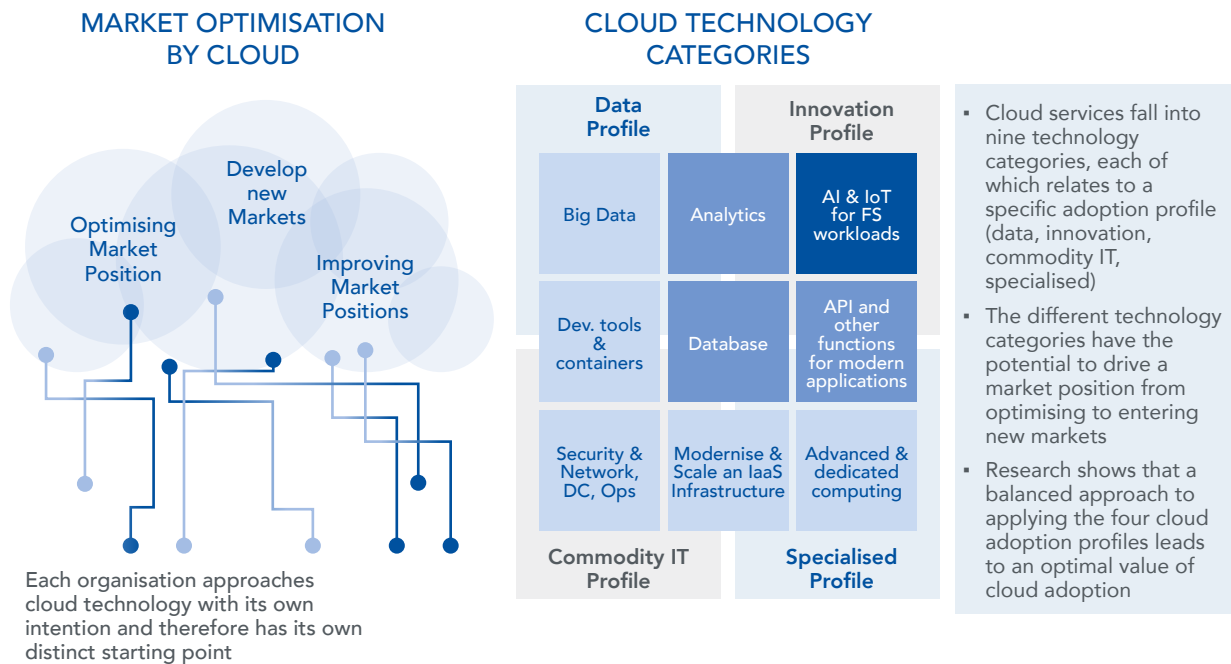 MARKET OPTIMISATION
BY CLOUD
Optimising
Market
Position
Develop
new
Markets
Improving
Market
Positions
Each organisation approaches
cloud technology with its own
intention and therefore has its own
distinct starting point
CLOUD TECHNOLOGY
CATEGORIES
Data
Profile
Innovation
Profile
Big Data
Analytics
AI & IoT
for FS
workloads
Dev. tools
&
containers
Database
API and
other
functions
for modern
applications
Security &
Network,
DC, Ops
Modernise &
Scale an IaaS
Infrastructure
Advanced &
dedicated
computing
Commodity IT
Profile
Specialised
Profile
▪ Cloud services fall into
nine technology
categories, each of
which relates to a
specific adoption profile
(data, innovation,
commodity IT,
specialised)
▪ The different technology
categories have the
potential to drive a
market position from
optimising to entering
new markets
▪ Research shows that a
balanced approach to
applying the four cloud
adoption profiles leads
to an optimal value of
cloud adoption